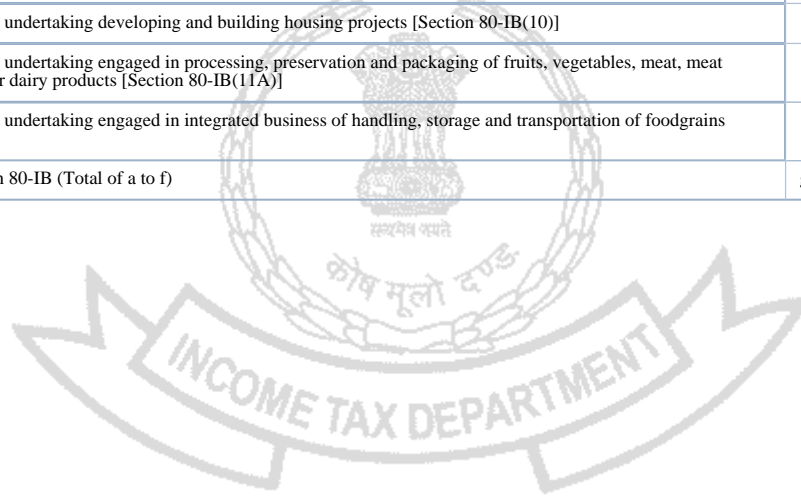 undertaking developing and building housing projects [Section 80-IB(10)]
undertaking engaged in processing, preservation and packaging of fruits, vegetables, meat, meat
r dairy products [Section 80-IB(11A)]
undertaking engaged in integrated business of handling, storage and transportation of foodgrains
n 80-IB (Total of a to f)
सत्यमेव जयते
कोष मूलो दण्ड
INCOME TAX DEPARTMENT